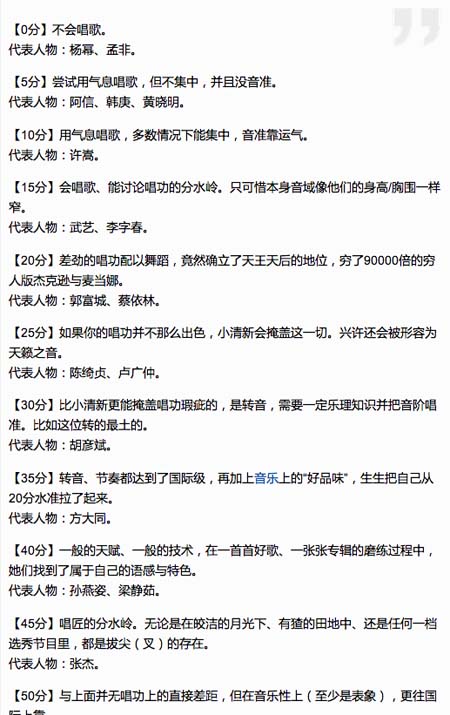 【0分】不会唱歌。
代表人物：杨幂、孟非。
【5分】尝试用气息唱歌，但不集中，并且没音准。
代表人物：阿信、韩庚、黄晓明。
【10分】用气息唱歌，多数情况下能集中，音准靠运气。
代表人物：许嵩。
【15分】会唱歌、能讨论唱功的分水岭。只可惜本身音域像他们的身高/胸围一样
窄。
代表人物：武艺、李宇春。
【20分】差劲的唱功配以舞蹈，竟然确立了天王天后的地位，穷了90000倍的穷
人版杰克逊与麦当娜。
代表人物：郭富城、蔡依林。
【25分】如果你的唱功并不那么出色，小清新会掩盖这一切。兴许还会被形容为
天籁之音。
代表人物：陈绮贞、卢广仲。
【30分】比小清新更能掩盖唱功瑕疵的，是转音，需要一定乐理知识并把音阶唱
准。比如这位转的最土的。
代表人物：胡彦斌。
【35分】转音、节奏都达到了国际级，再加上音乐上的“好品味”，生生把自己从
20分水准拉了起来。
代表人物：方大同。
【40分】一般的天赋、一般的技术，在一首首好歌、一张张专辑的磨练过程中，
她们找到了属于自己的语感与特色。
代表人物：孙燕姿、梁静茹。
【45分】唱匠的分水岭。无论是在皎洁的月光下、有猹的田地中、还是任何一档
选秀节目里，都是拔尖（叉）的存在。
代表人物：张杰。
【50分】与上面并无唱功上的直接差距，但在音乐性上（至少是表象），更往国
际上靠